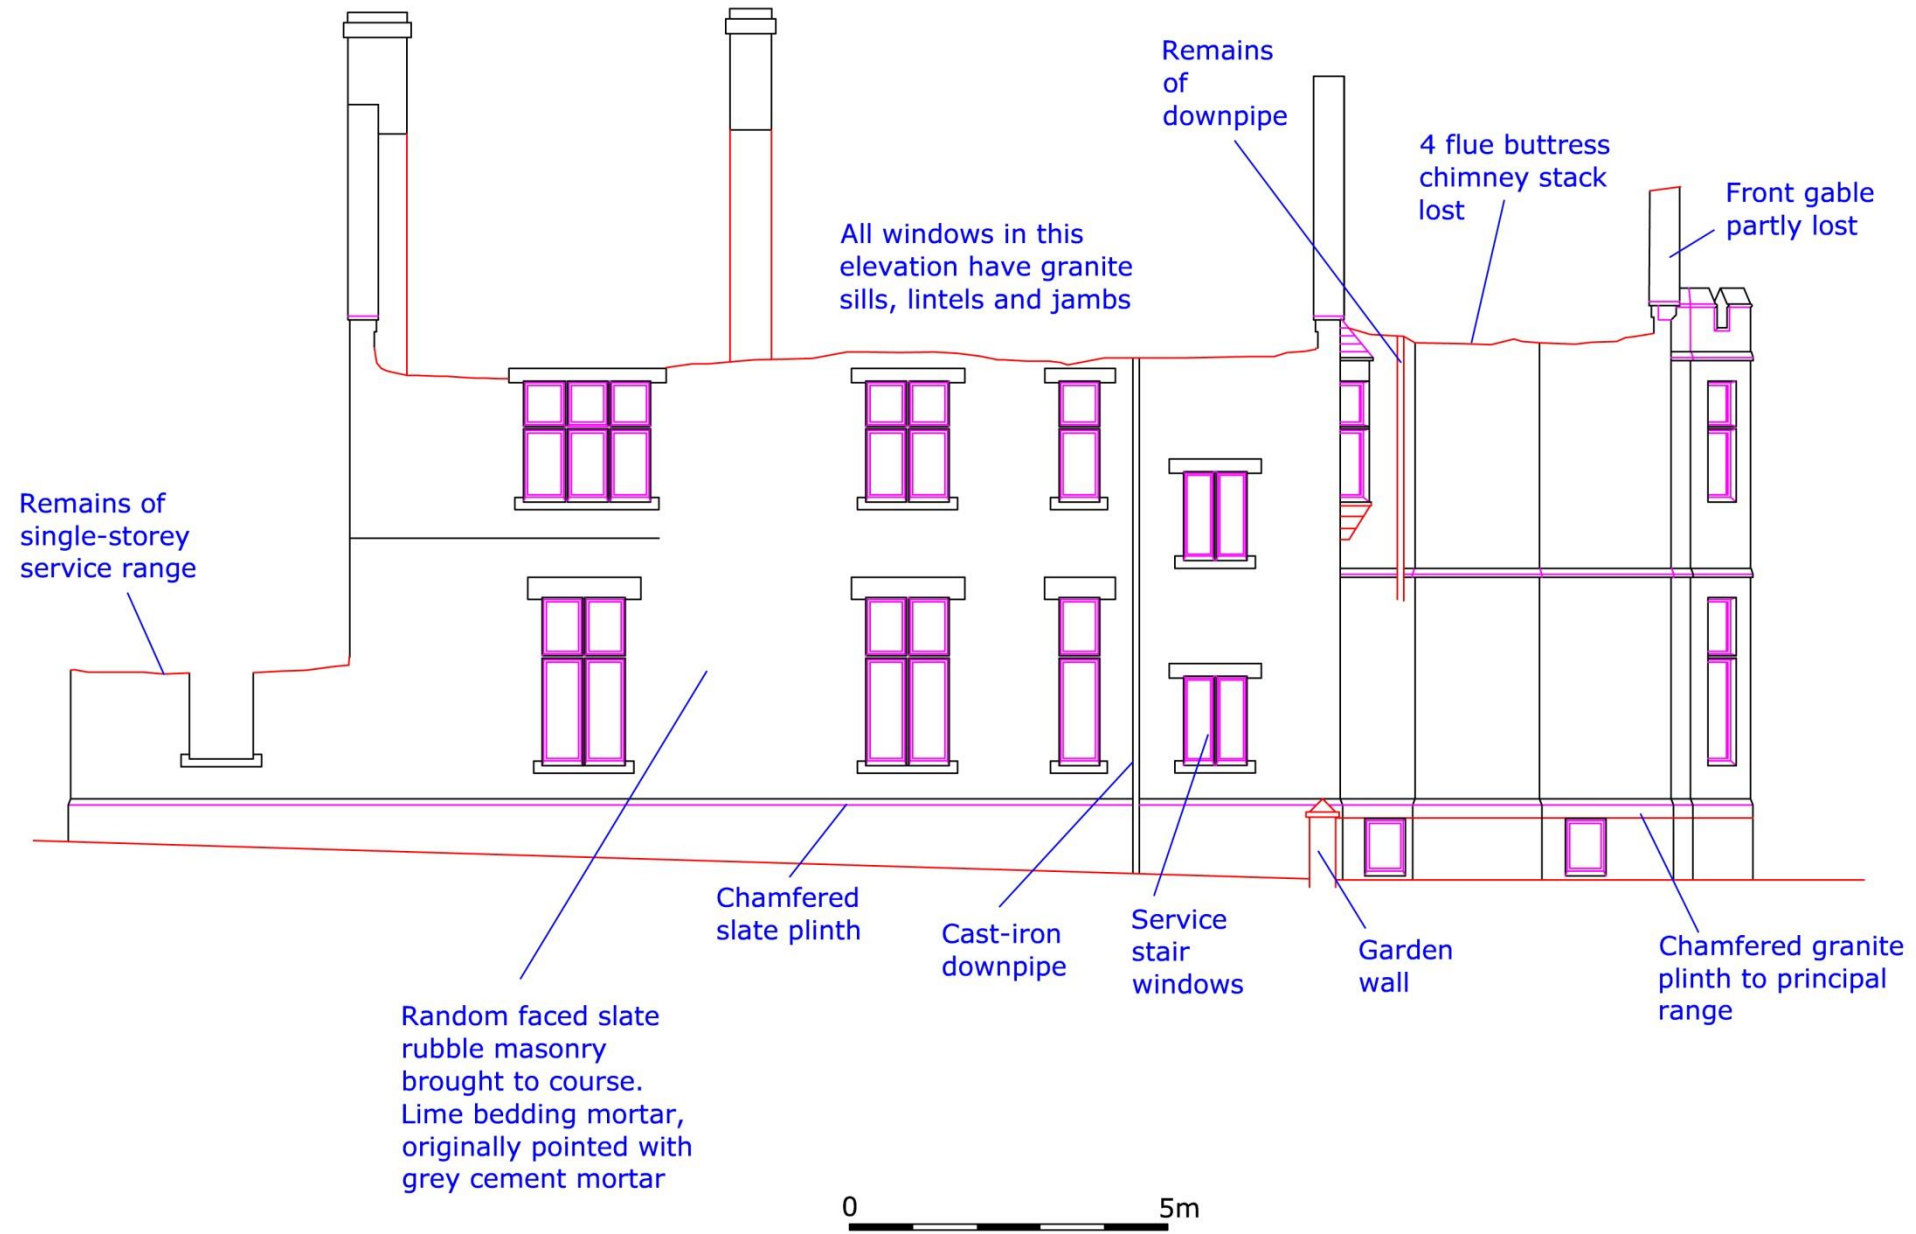 Remains
of
downpipe
4 flue buttress
chimney stack
lost
Front gable
partly lost
All windows in this
elevation have granite
sills, lintels and jambs
Remains of
single-storey
service range
Chamfered
slate plinth
Cast-iron
downpipe
Service
stair
windows
Garden
wall
Chamfered granite
plinth to principal
range
Random faced slate
rubble masonry
brought to course.
Lime bedding mortar,
originally pointed with
grey cement mortar
0 5m